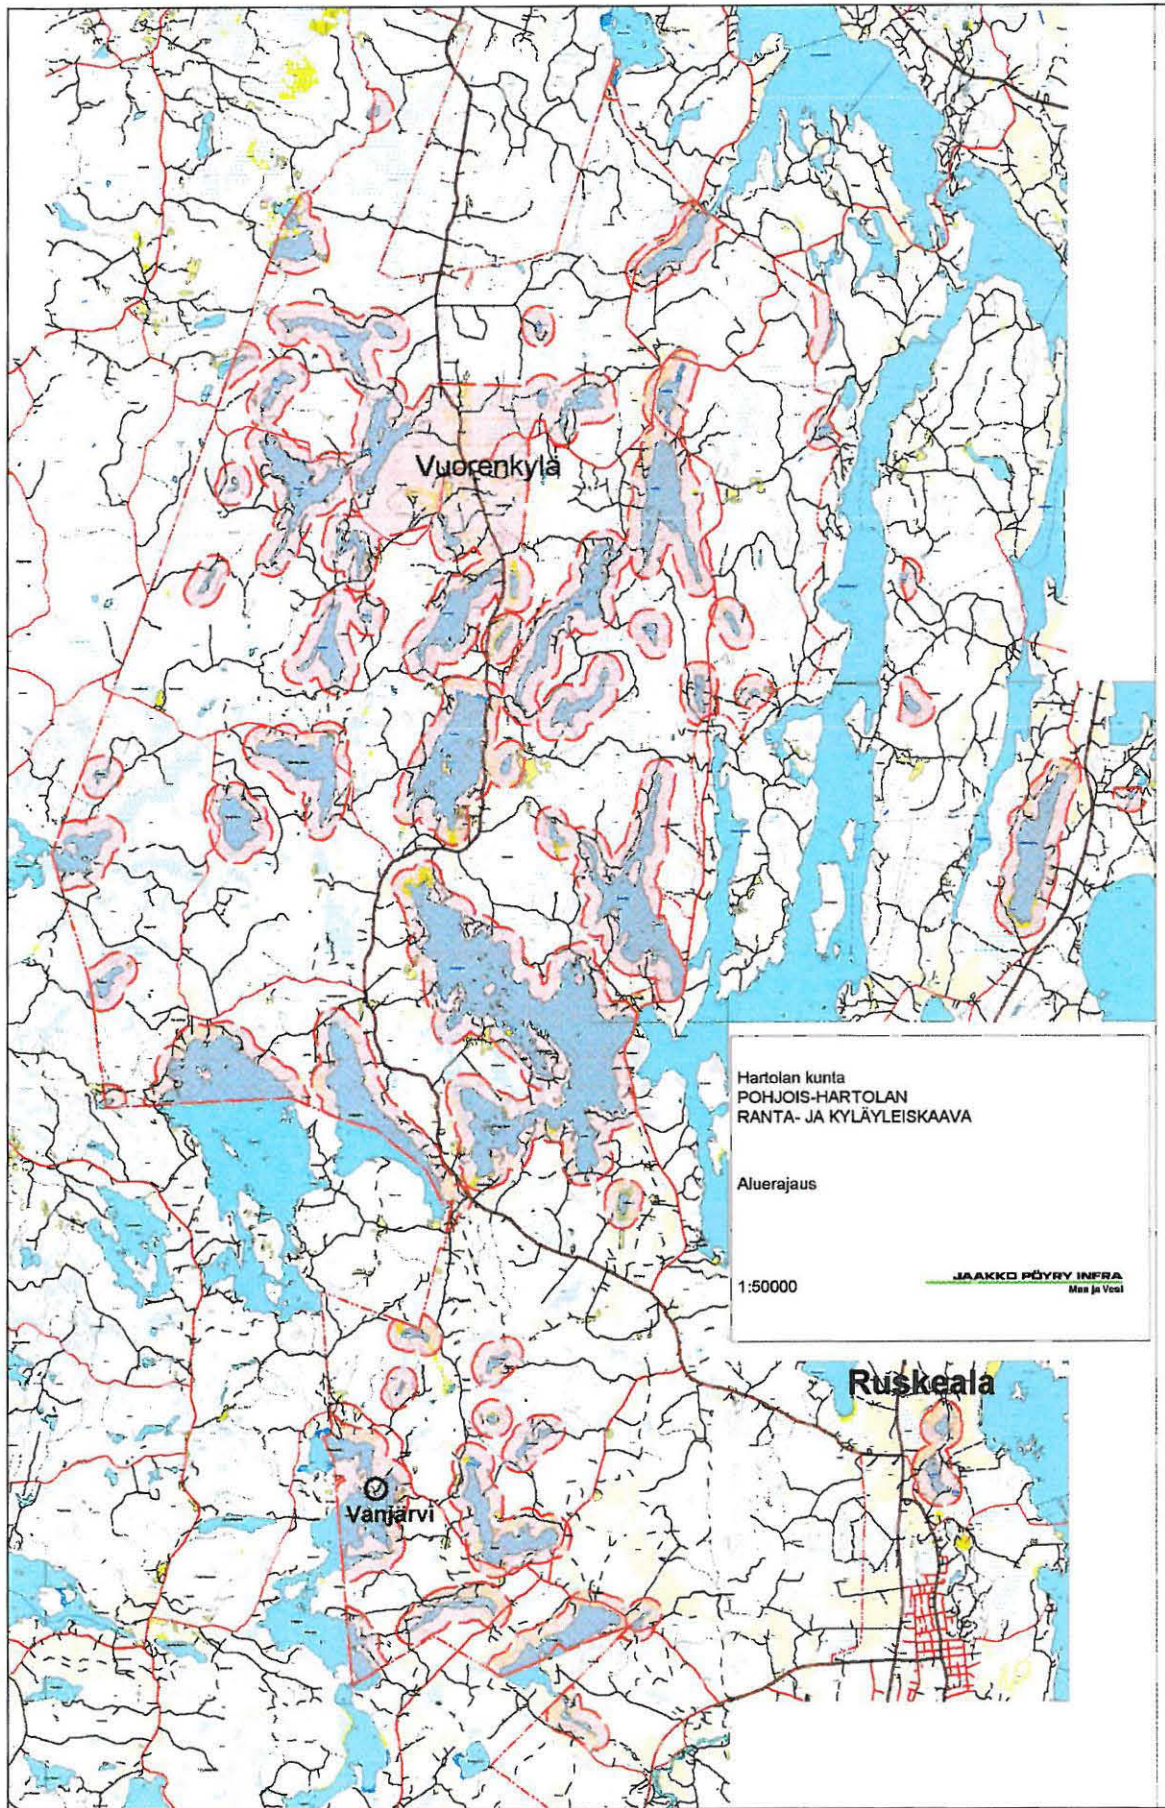 Vuorenkylä
Hartolan kunta
POHJOIS-HARTOLAN
RANTA- JA KYLÄYLEISKAAVA
Aluerajaus
1:50000
JAAKKO PÖYRY INFRA
Maa ja Vesi
Ruskeala
Vanjärvi